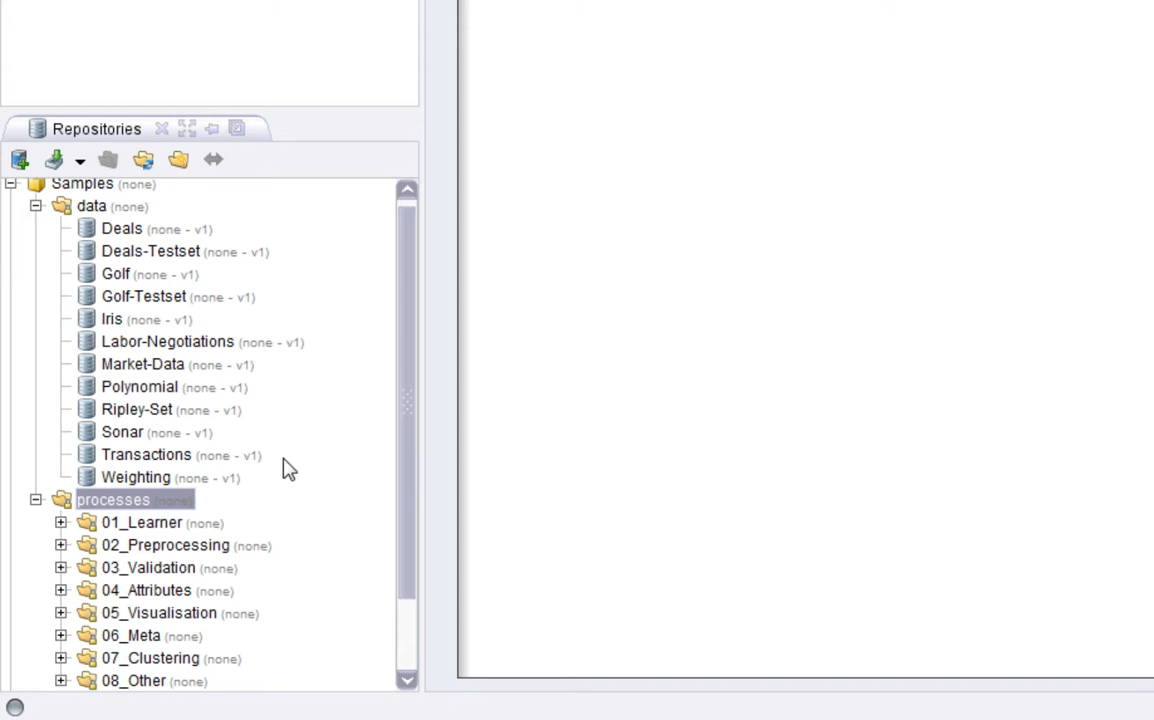 Repositories
Samples (none)
data (none)
Deals (none - v1)
Deals-Testset (none - v1)
Golf (none - v1)
Golf-Testset (none - v1)
Iris (none - v1)
Labor-Negotiations (none - v1)
Market-Data (none - v1)
Polynomial (none - v1)
Ripley-Set (none - v1)
Sonar (none - v1)
Transactions (none - v1)
Weighting (none - v1)
processes (none)
01_Learner (none)
02_Preprocessing (none)
03_Validation (none)
04_Attributes (none)
05_Visualisation (none)
06_Meta (none)
07_Clustering (none)
08_Other (none)